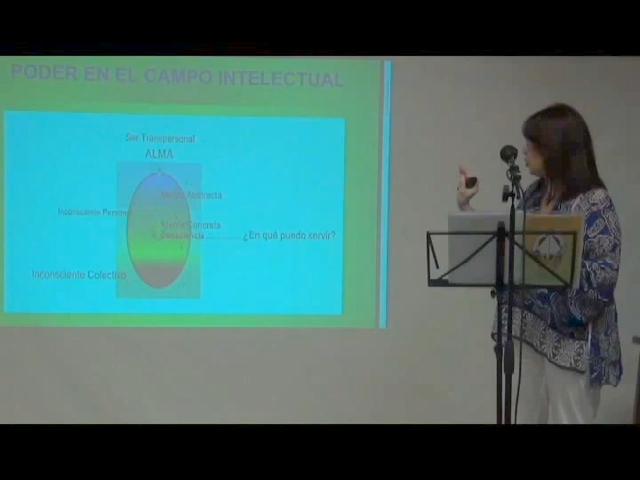 PODER EN EL CAMPO INTELECTUAL
Ser Transpersonal
ALMA
Mente Abstracta
Inconsciente Personal
Mente Concreta
Consciencia ............... ¿En qué puedo servir?
Inconsciente Colectivo